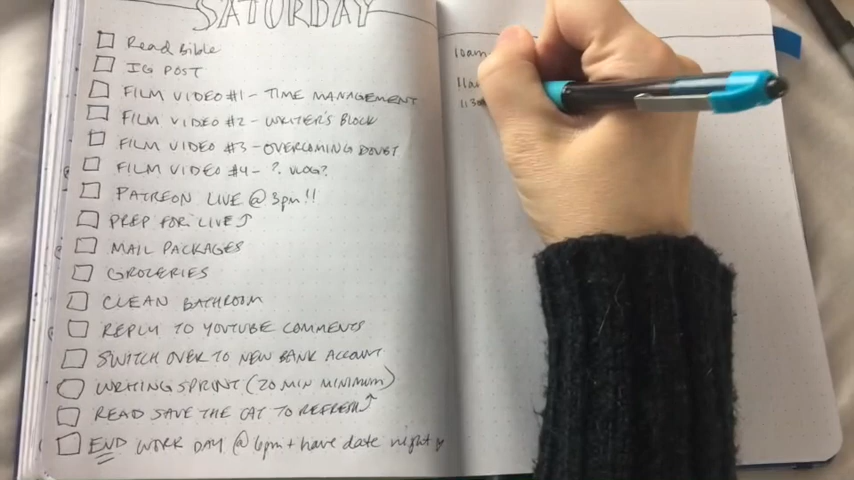 SATURDAY
Read Bible
IG POST
FILM VIDEO #1 - TIME MANAGEMENT
FILM VIDEO #2 - WRITER'S BLOCK
FILM VIDEO #3 - OVERCOMING DOUBT
FILM VIDEO #4 - ?. VLOG?
PATREON LIVE @ 3pm!!
PREP FOR LIVE
MAIL PACKAGES
GROCERIES
CLEAN BATHROOM
REPLY TO YOUTUBE COMMENTS
SWITCH OVER TO NEW BANK ACCOUNT
WRITING SPRINT (20 MIN MINIMUM)
READ SAVE THE CAT TO REFRESH
END WORK DAY @ 6pm + have date night
10am